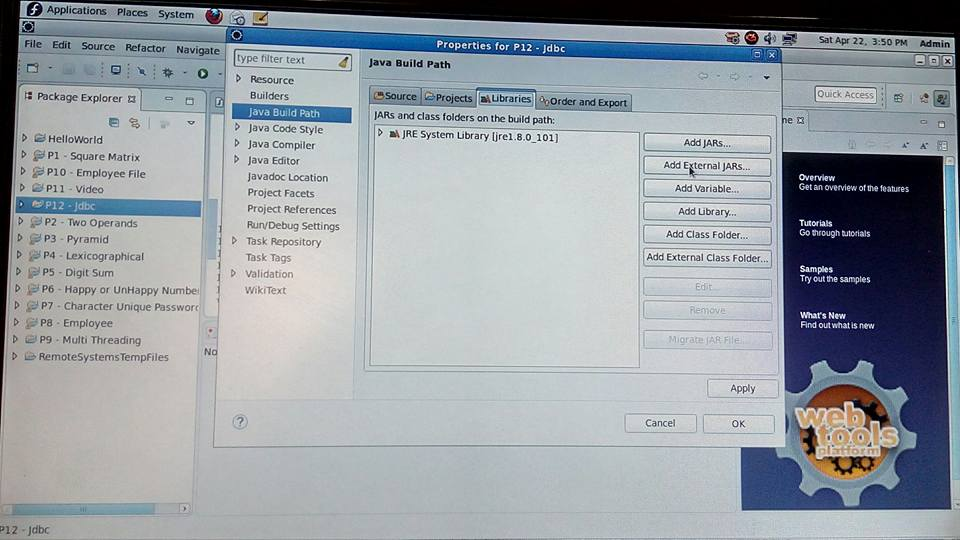 Applications Places System
Sat Apr 22, 3:50 PM Admin
Properties for P12 - Jdbc
File Edit Source Refactor Navigate
Quick Access
Package Explorer
HelloWorld
P1 - Square Matrix
P10 - Employee File
P11 - Video
P12 - Jdbc
P2 - Two Operands
P3 - Pyramid
P4 - Lexicographical
P5 - Digit Sum
P6 - Happy or UnHappy Numbe
P7 - Character Unique Passwor
P8 - Employee
P9 - Multi Threading
RemoteSystemsTempFiles
No
type filter text
Resource
Builders
Java Build Path
Java Code Style
Java Compiler
Java Editor
Javadoc Location
Project Facets
Project References
Run/Debug Settings
Task Repository
Task Tags
Validation
WikiText
Java Build Path
Source Projects Libraries Order and Export
JARs and class folders on the build path:
JRE System Library [jre1.8.0_101]
Add JARs...
Add External JARs...
Add Variable...
Add Library...
Add Class Folder...
Add External Class Folder...
Edit...
Remove
Migrate JAR File...
Apply
Cancel OK
me
Overview
Get an overview of the features
Tutorials
Go through tutorials
Samples
Try out the samples
What's New
Find out what is new
web
tools
platform
P12 - Jdbc